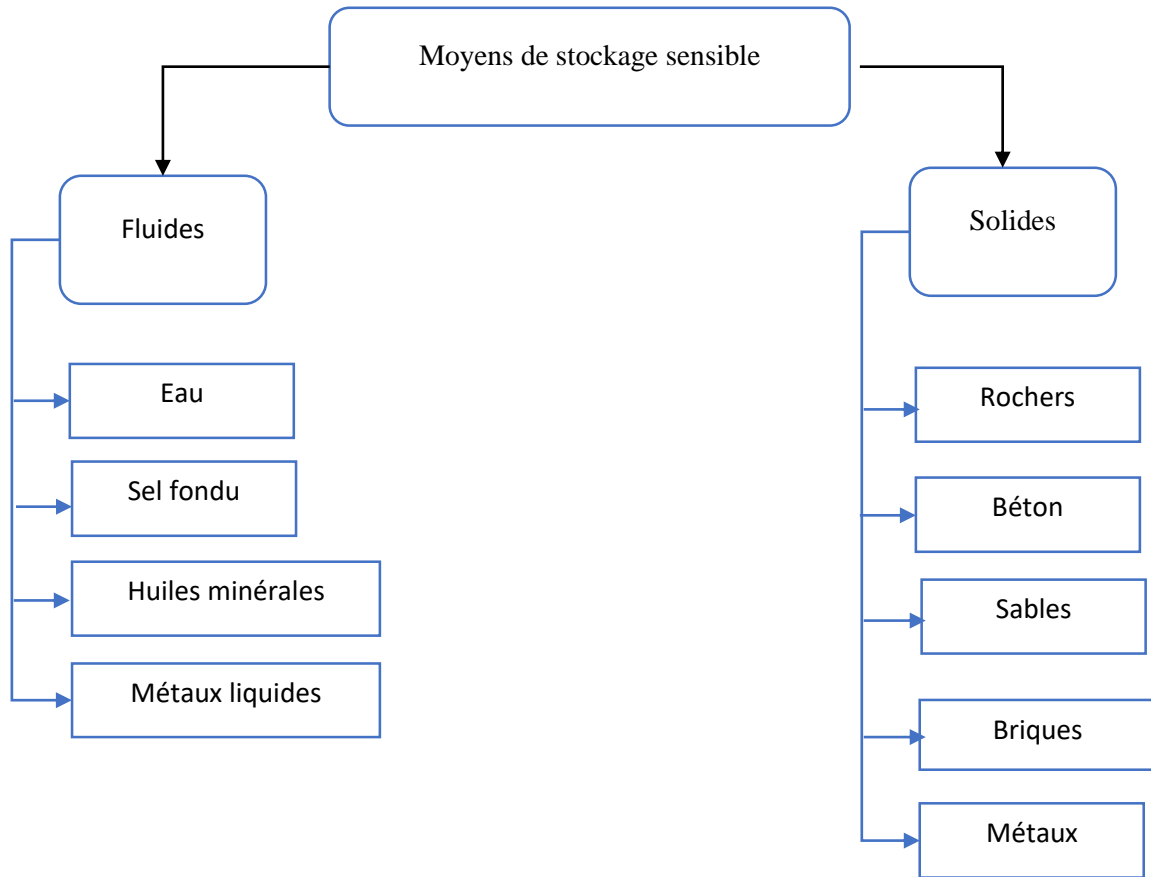 Moyens de stockage sensible
Fluides
Eau
Sel fondu
Huiles minérales
Métaux liquides
Solides
Rochers
Béton
Sables
Briques
Métaux